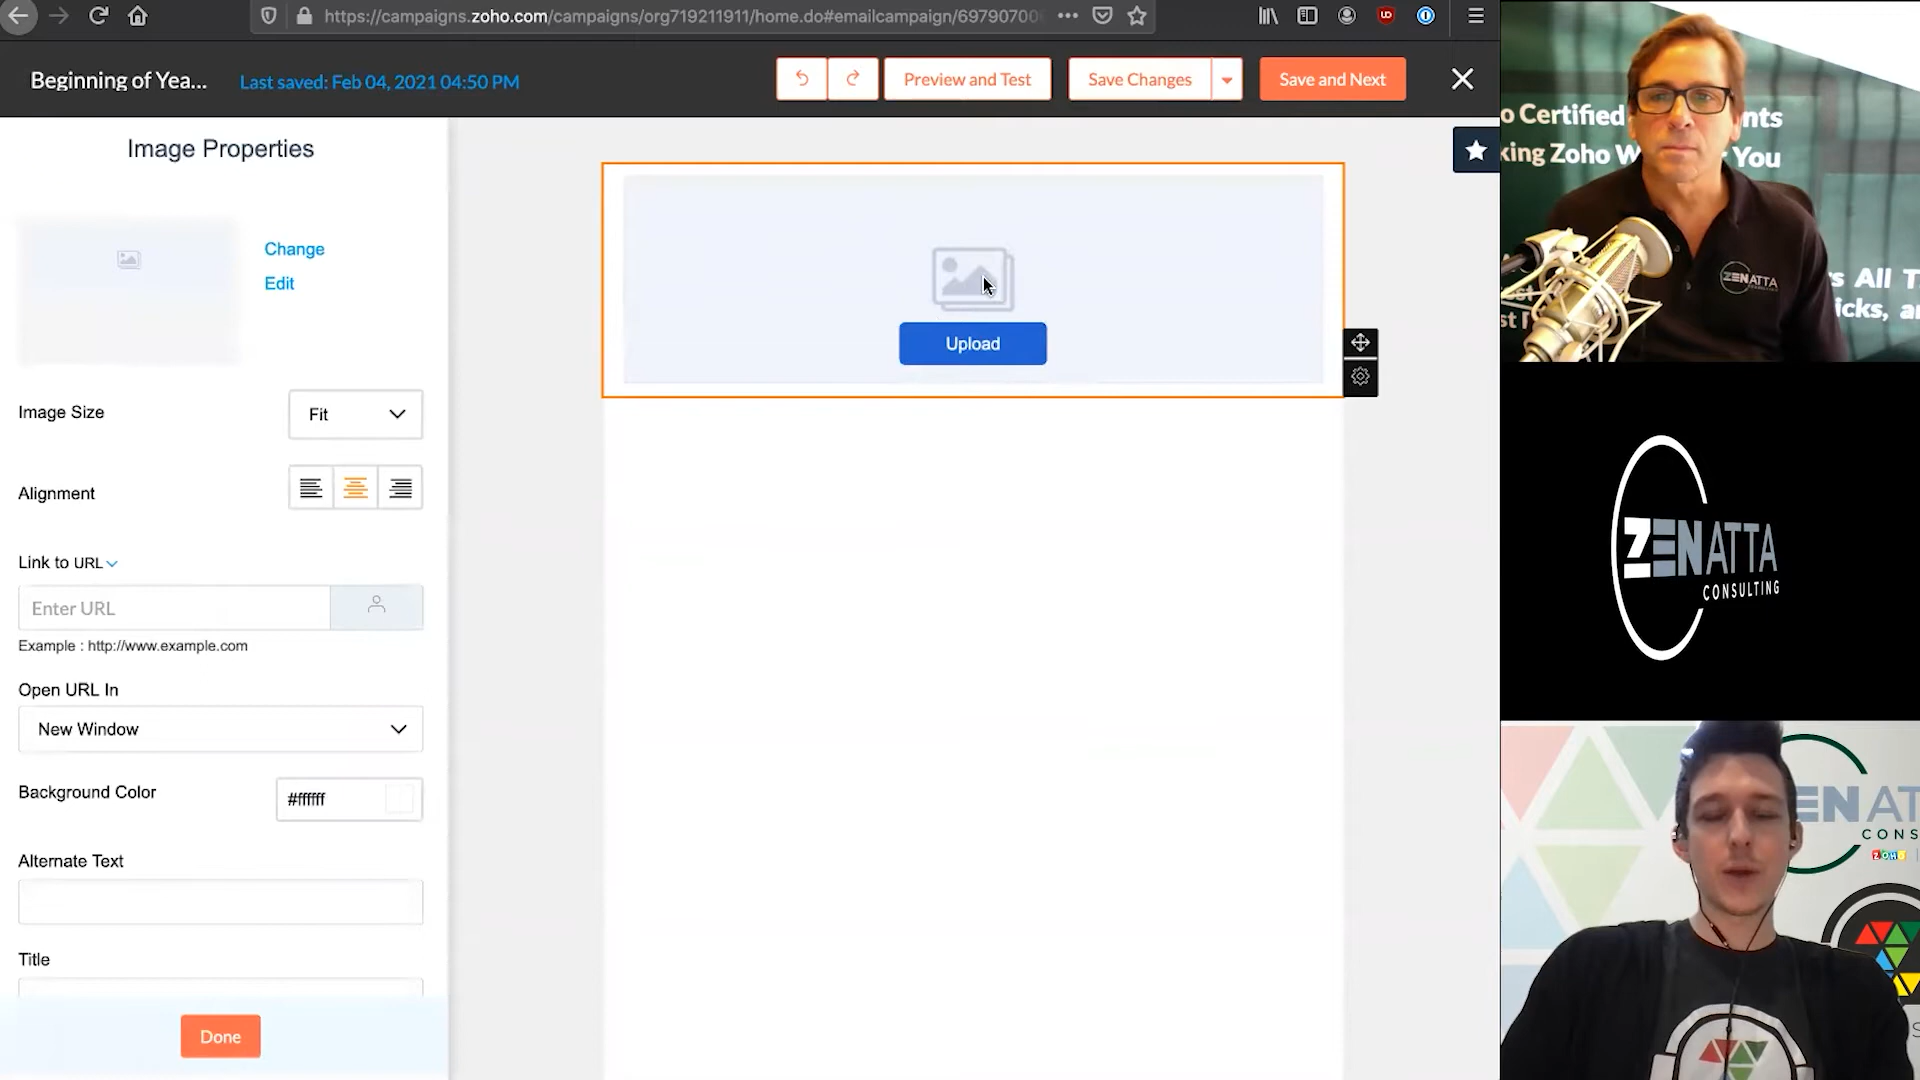 https://campaigns.zoho.com/campaigns/org719211911/home.do#emailcampaign/69790700
Beginning of Yea...
Last saved: Feb 04, 2021 04:50 PM
Preview and Test
Save Changes
Save and Next
Image Properties
Change
Edit
Upload
Image Size
Fit
Alignment
Link to URL
Enter URL
Example : http://www.example.com
Open URL In
New Window
Background Color
#ffffff
Alternate Text
Title
Done
o Certified
nts
king Zoho W
You
ZENATTA
s All T
icks, a
ZENATTA
CONSULTING
ENAT
CONS
ZOHO